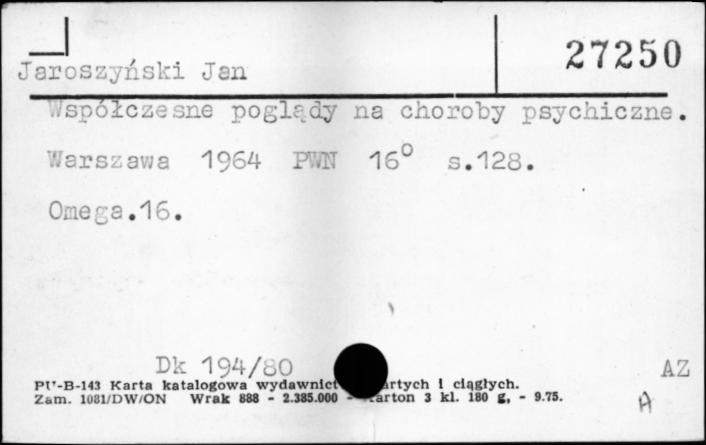 27250
Jaroszyński Jan
Współczesne poglądy na choroby psychiczne.
Warszawa 1964 PWN 16° s.128.
Omega.16.
Dk 194/80 AZ
PU-B-143 Karta katalogowa wydawnict artych i ciągłych.
Zam. 1081/DW/ON Wrak 888 - 2.385.000 - arton 3 kl. 180 g, - 9.75.
A